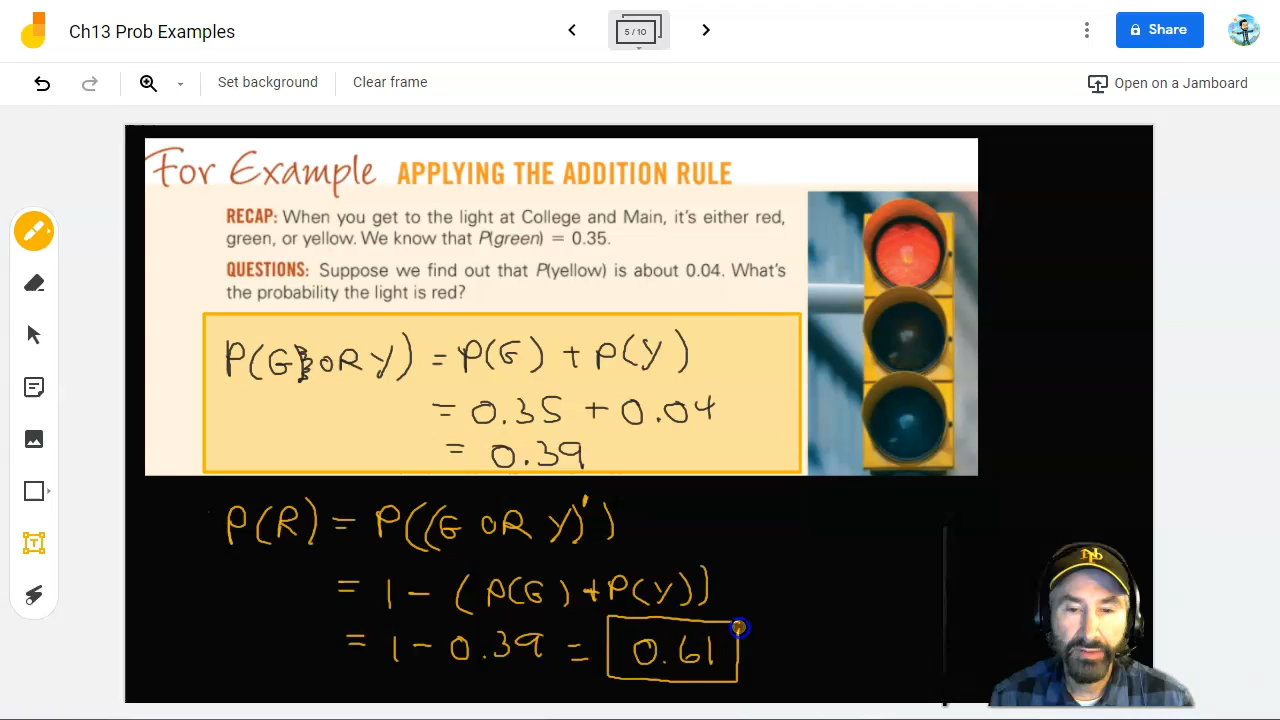 Ch13 Prob Examples
5 / 10
Share
Set background
Clear frame
Open on a Jamboard
For Example APPLYING THE ADDITION RULE
RECAP: When you get to the light at College and Main, it's either red,
green, or yellow. We know that P(green) = 0.35.
QUESTIONS: Suppose we find out that P(yellow) is about 0.04. What's
the probability the light is red?
P(G OR Y) = P(G) + P(Y)
= 0.35 + 0.04
= 0.39
P(R) = P((G OR Y)')
= 1 - (P(G) + P(Y))
= 1 - 0.39 = 0.61